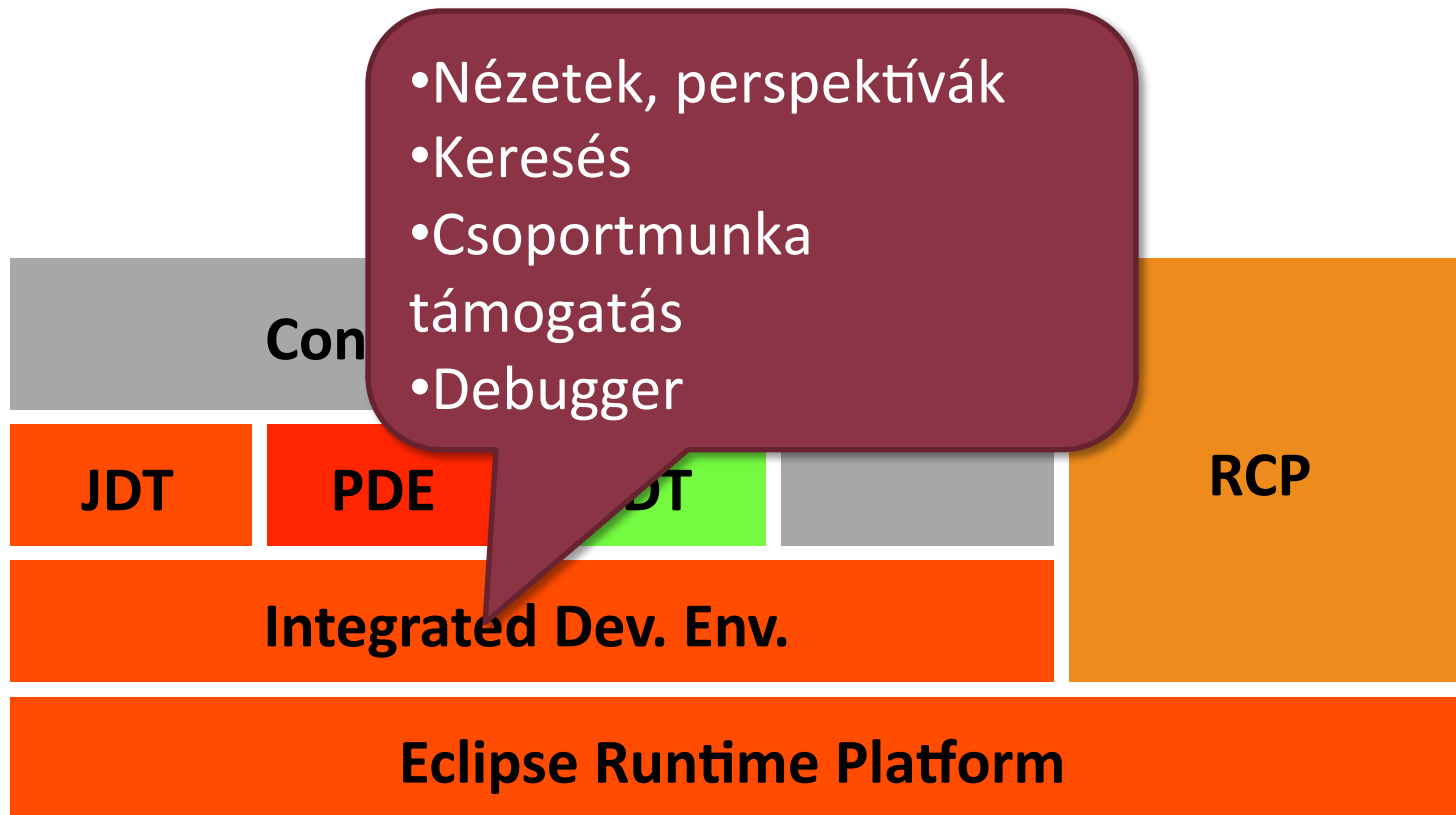 •Nézetek, perspektívák
•Keresés
•Csoportmunka
támogatás
•Debugger
JDT
PDE
RCP
Integrated Dev. Env.
Eclipse Runtime Platform